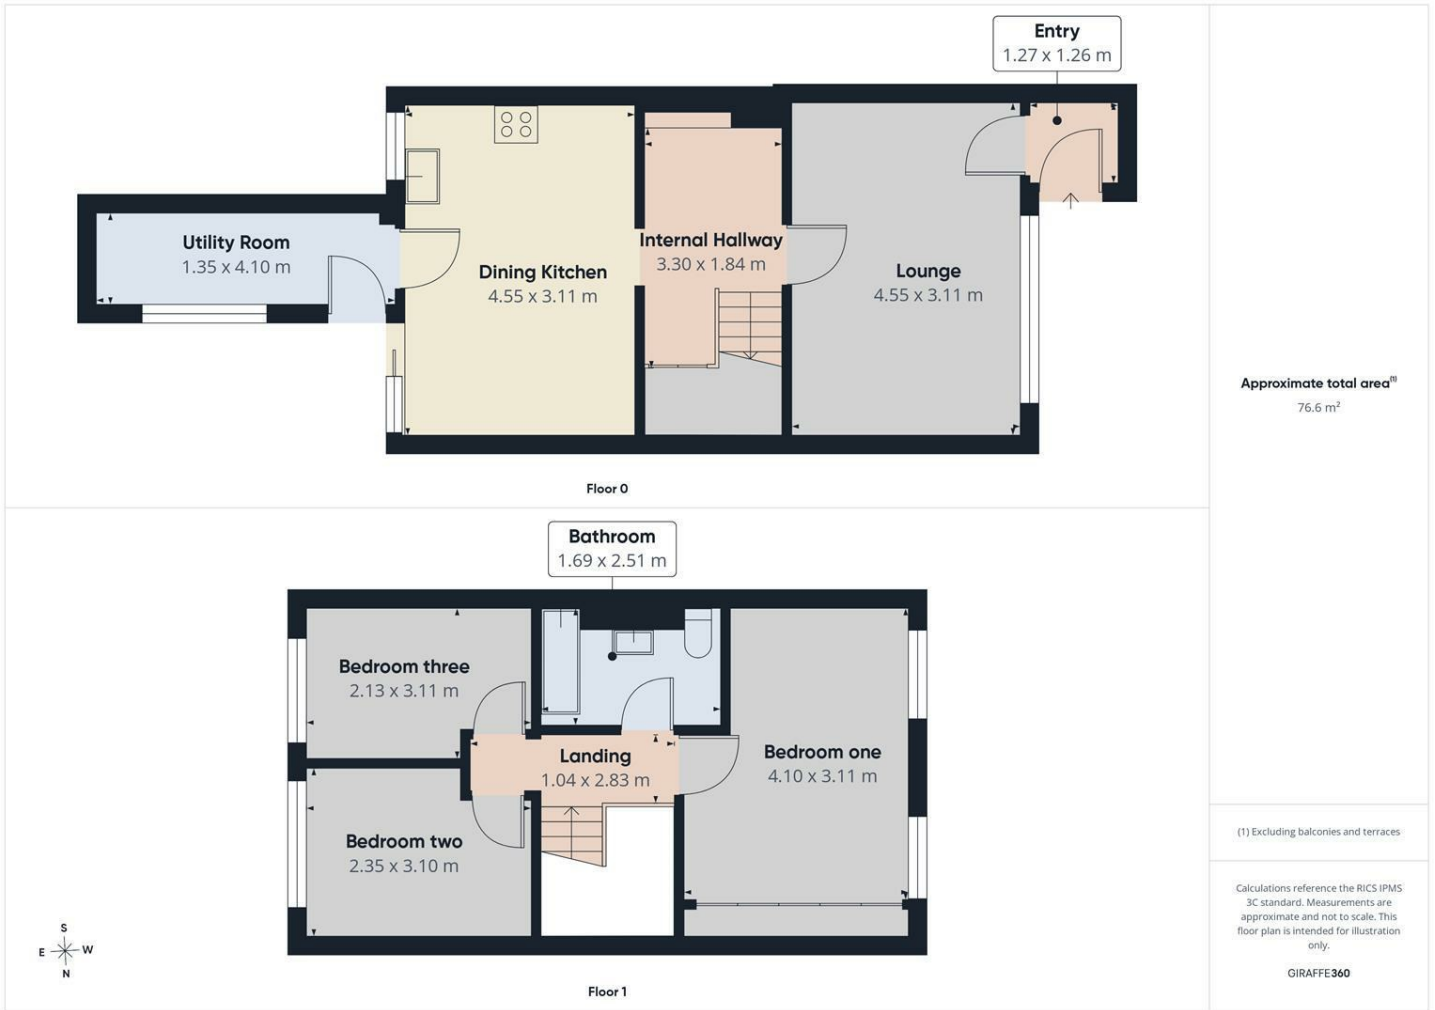 Entry
1.27 x 1.26 m
Utility Room
1.35 x 4.10 m
Dining Kitchen
4.55 x 3.11 m
Internal Hallway
3.30 x 1.84 m
Lounge
4.55 x 3.11 m
Floor 0
Bathroom
1.69 x 2.51 m
Bedroom three
2.13 x 3.11 m
Landing
1.04 x 2.83 m
Bedroom one
4.10 x 3.11 m
Bedroom two
2.35 x 3.10 m
S
E W
N
Floor 1
Approximate total area(1)
76.6 m²
(1) Excluding balconies and terraces
Calculations reference the RICS IPMS
3C standard. Measurements are
approximate and not to scale. This
floor plan is intended for illustration
only.
GIRAFFE360